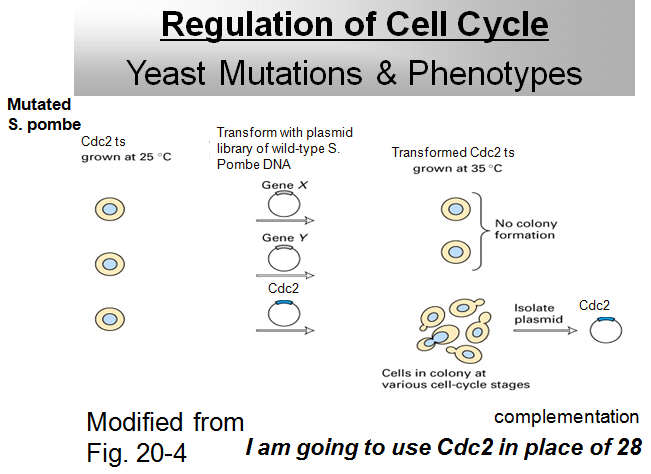 Regulation of Cell Cycle
Yeast Mutations & Phenotypes
Mutated
S. pombe
Cdc2 ts
grown at 25 °C
Transform with plasmid
library of wild-type S.
Pombe DNA
Transformed Cdc2 ts
grown at 35 °C
Gene X
Gene Y
Cdc2
No colony
formation
Isolate
plasmid
Cdc2
Cells in colony at
various cell-cycle stages
complementation
Modified from
Fig. 20-4
I am going to use Cdc2 in place of 28